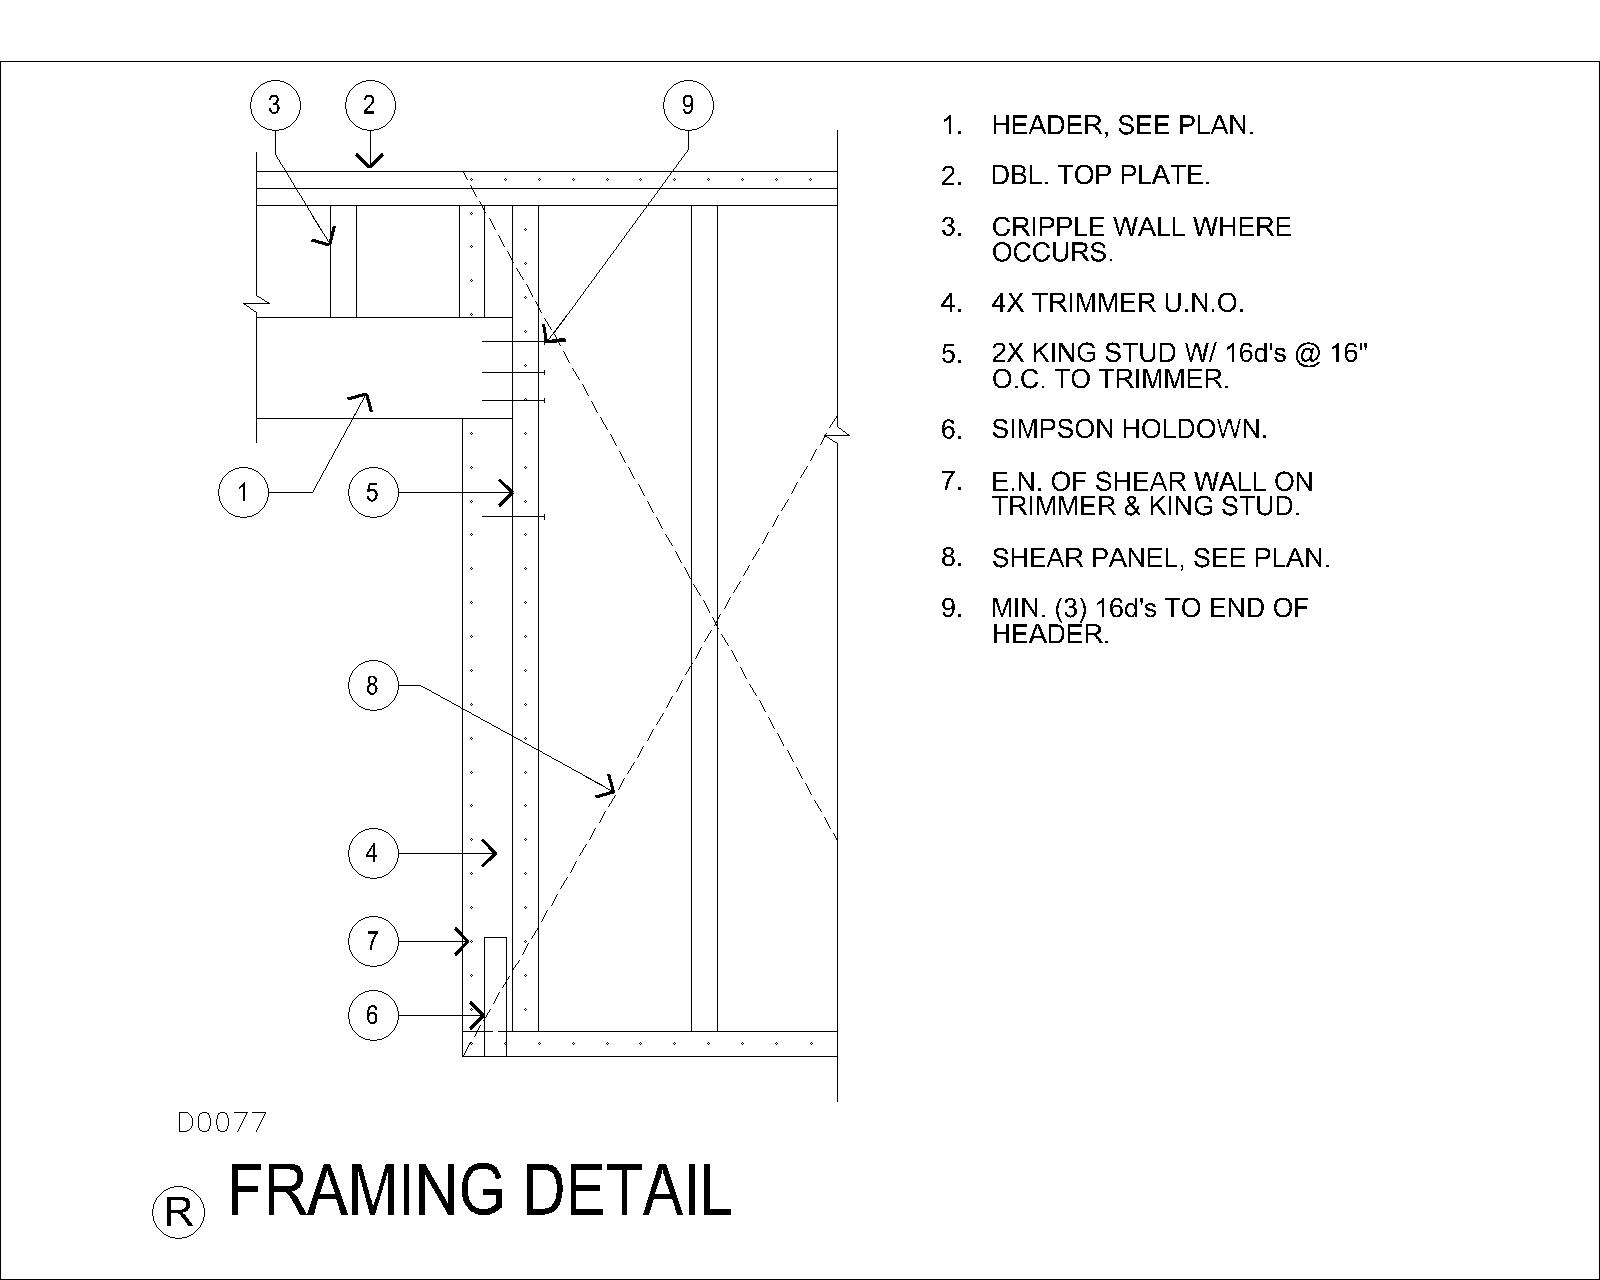 3 2 9
1. HEADER, SEE PLAN.
2. DBL. TOP PLATE.
3. CRIPPLE WALL WHERE
OCCURS.
4. 4X TRIMMER U.N.O.
5. 2X KING STUD W/ 16d's @ 16"
O.C. TO TRIMMER.
6. SIMPSON HOLDOWN.
7. E.N. OF SHEAR WALL ON
TRIMMER & KING STUD.
8. SHEAR PANEL, SEE PLAN.
9. MIN. (3) 16d's TO END OF
HEADER.
1 5
8
4
7
6
D0077
R FRAMING DETAIL